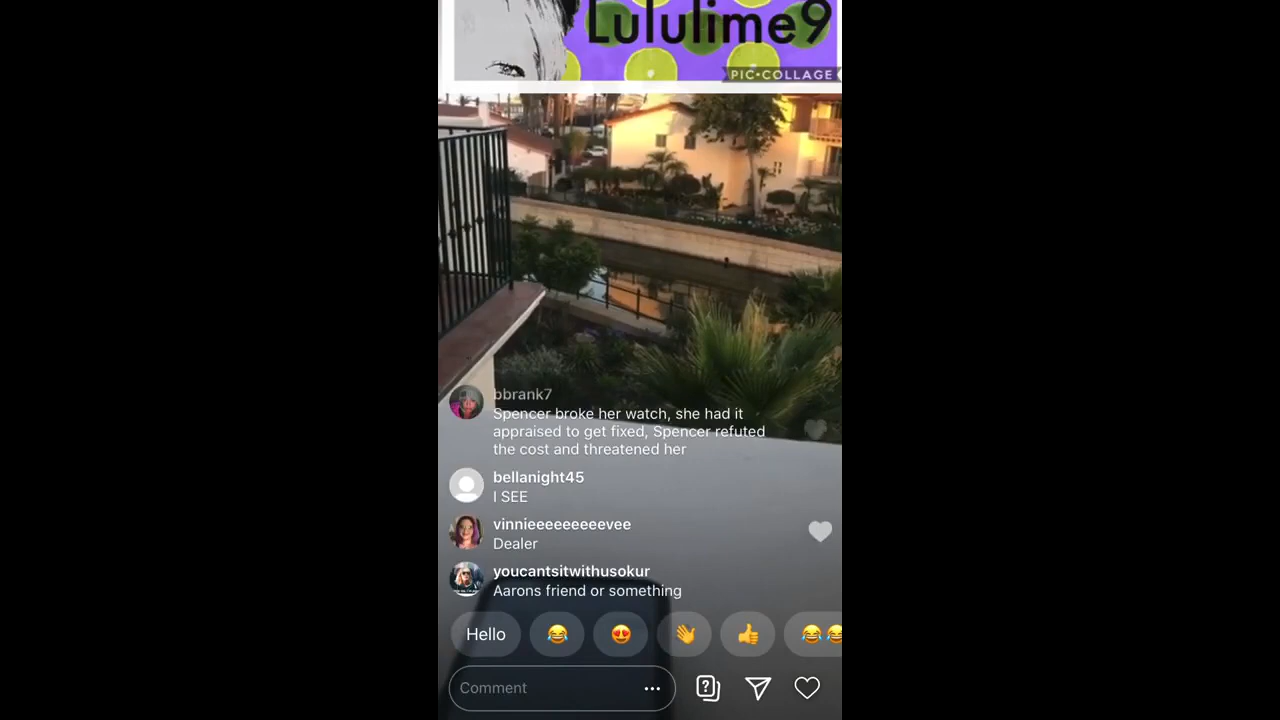 Lululime9
PIC•COLLAGE
bbrank7
Spencer broke her watch, she had it
appraised to get fixed, Spencer refuted
the cost and threatened her
bellanight45
I SEE
vinnieeeeeeeeevee
Dealer
youcantsitwithusokur
Aarons friend or something
Hello
Comment